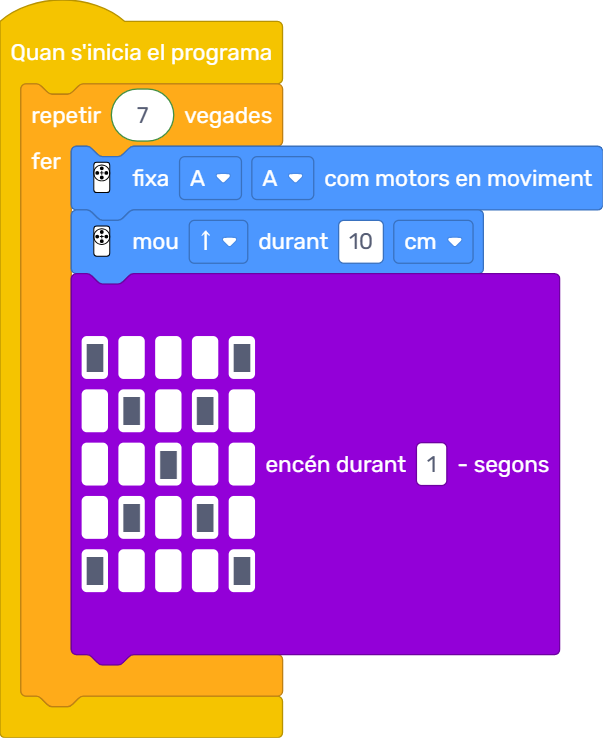 Quan s'inicia el programa
repetir 7 vegades
fer
fixa A A com motors en moviment
mou ↑ durant 10 cm
encén durant 1 - segons